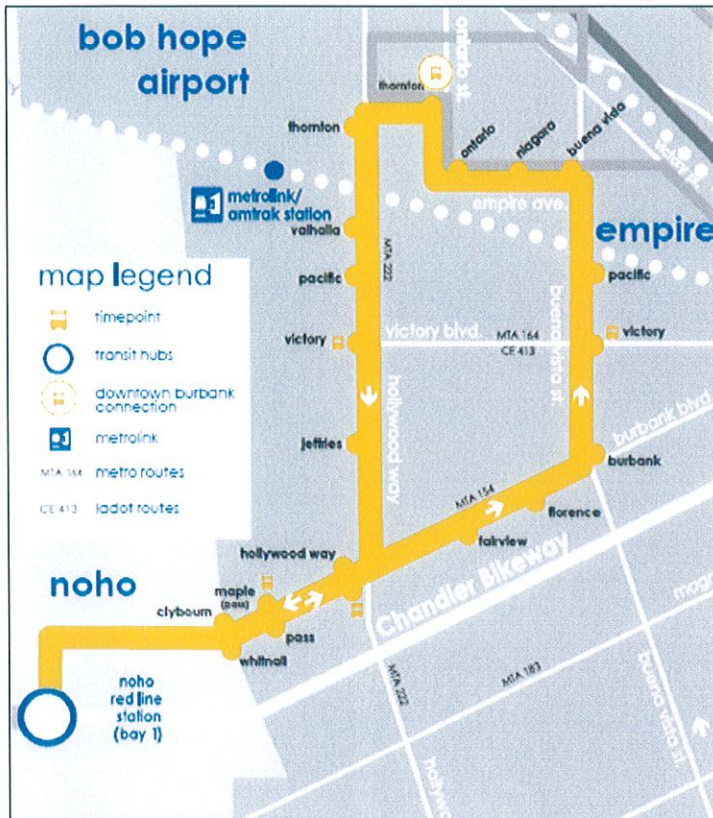 bob hope
airport
ontario st.
thornton
thornton
ontario
niagara
buena vista
victory pl.
metrolink/
amtrak station
empire ave.
empire
valhalla
MTA 222
pacific
pacific
map legend
timepoint
transit hubs
downtown burbank
connection
metrolink
MTA 164 metro routes
CE 413 ladot routes
victory
victory blvd.
MTA 164
CE 413
buena vista st.
victory
hollywood way
jeffries
burbank blvd.
burbank
MTA 154
florence
fairview
hollywood way
Chandler Bikeway
noho
maple
clybourn
pass
whitnall
noho
red line
station
(bay 1)
MTA 222
MTA 183
buena vista st.